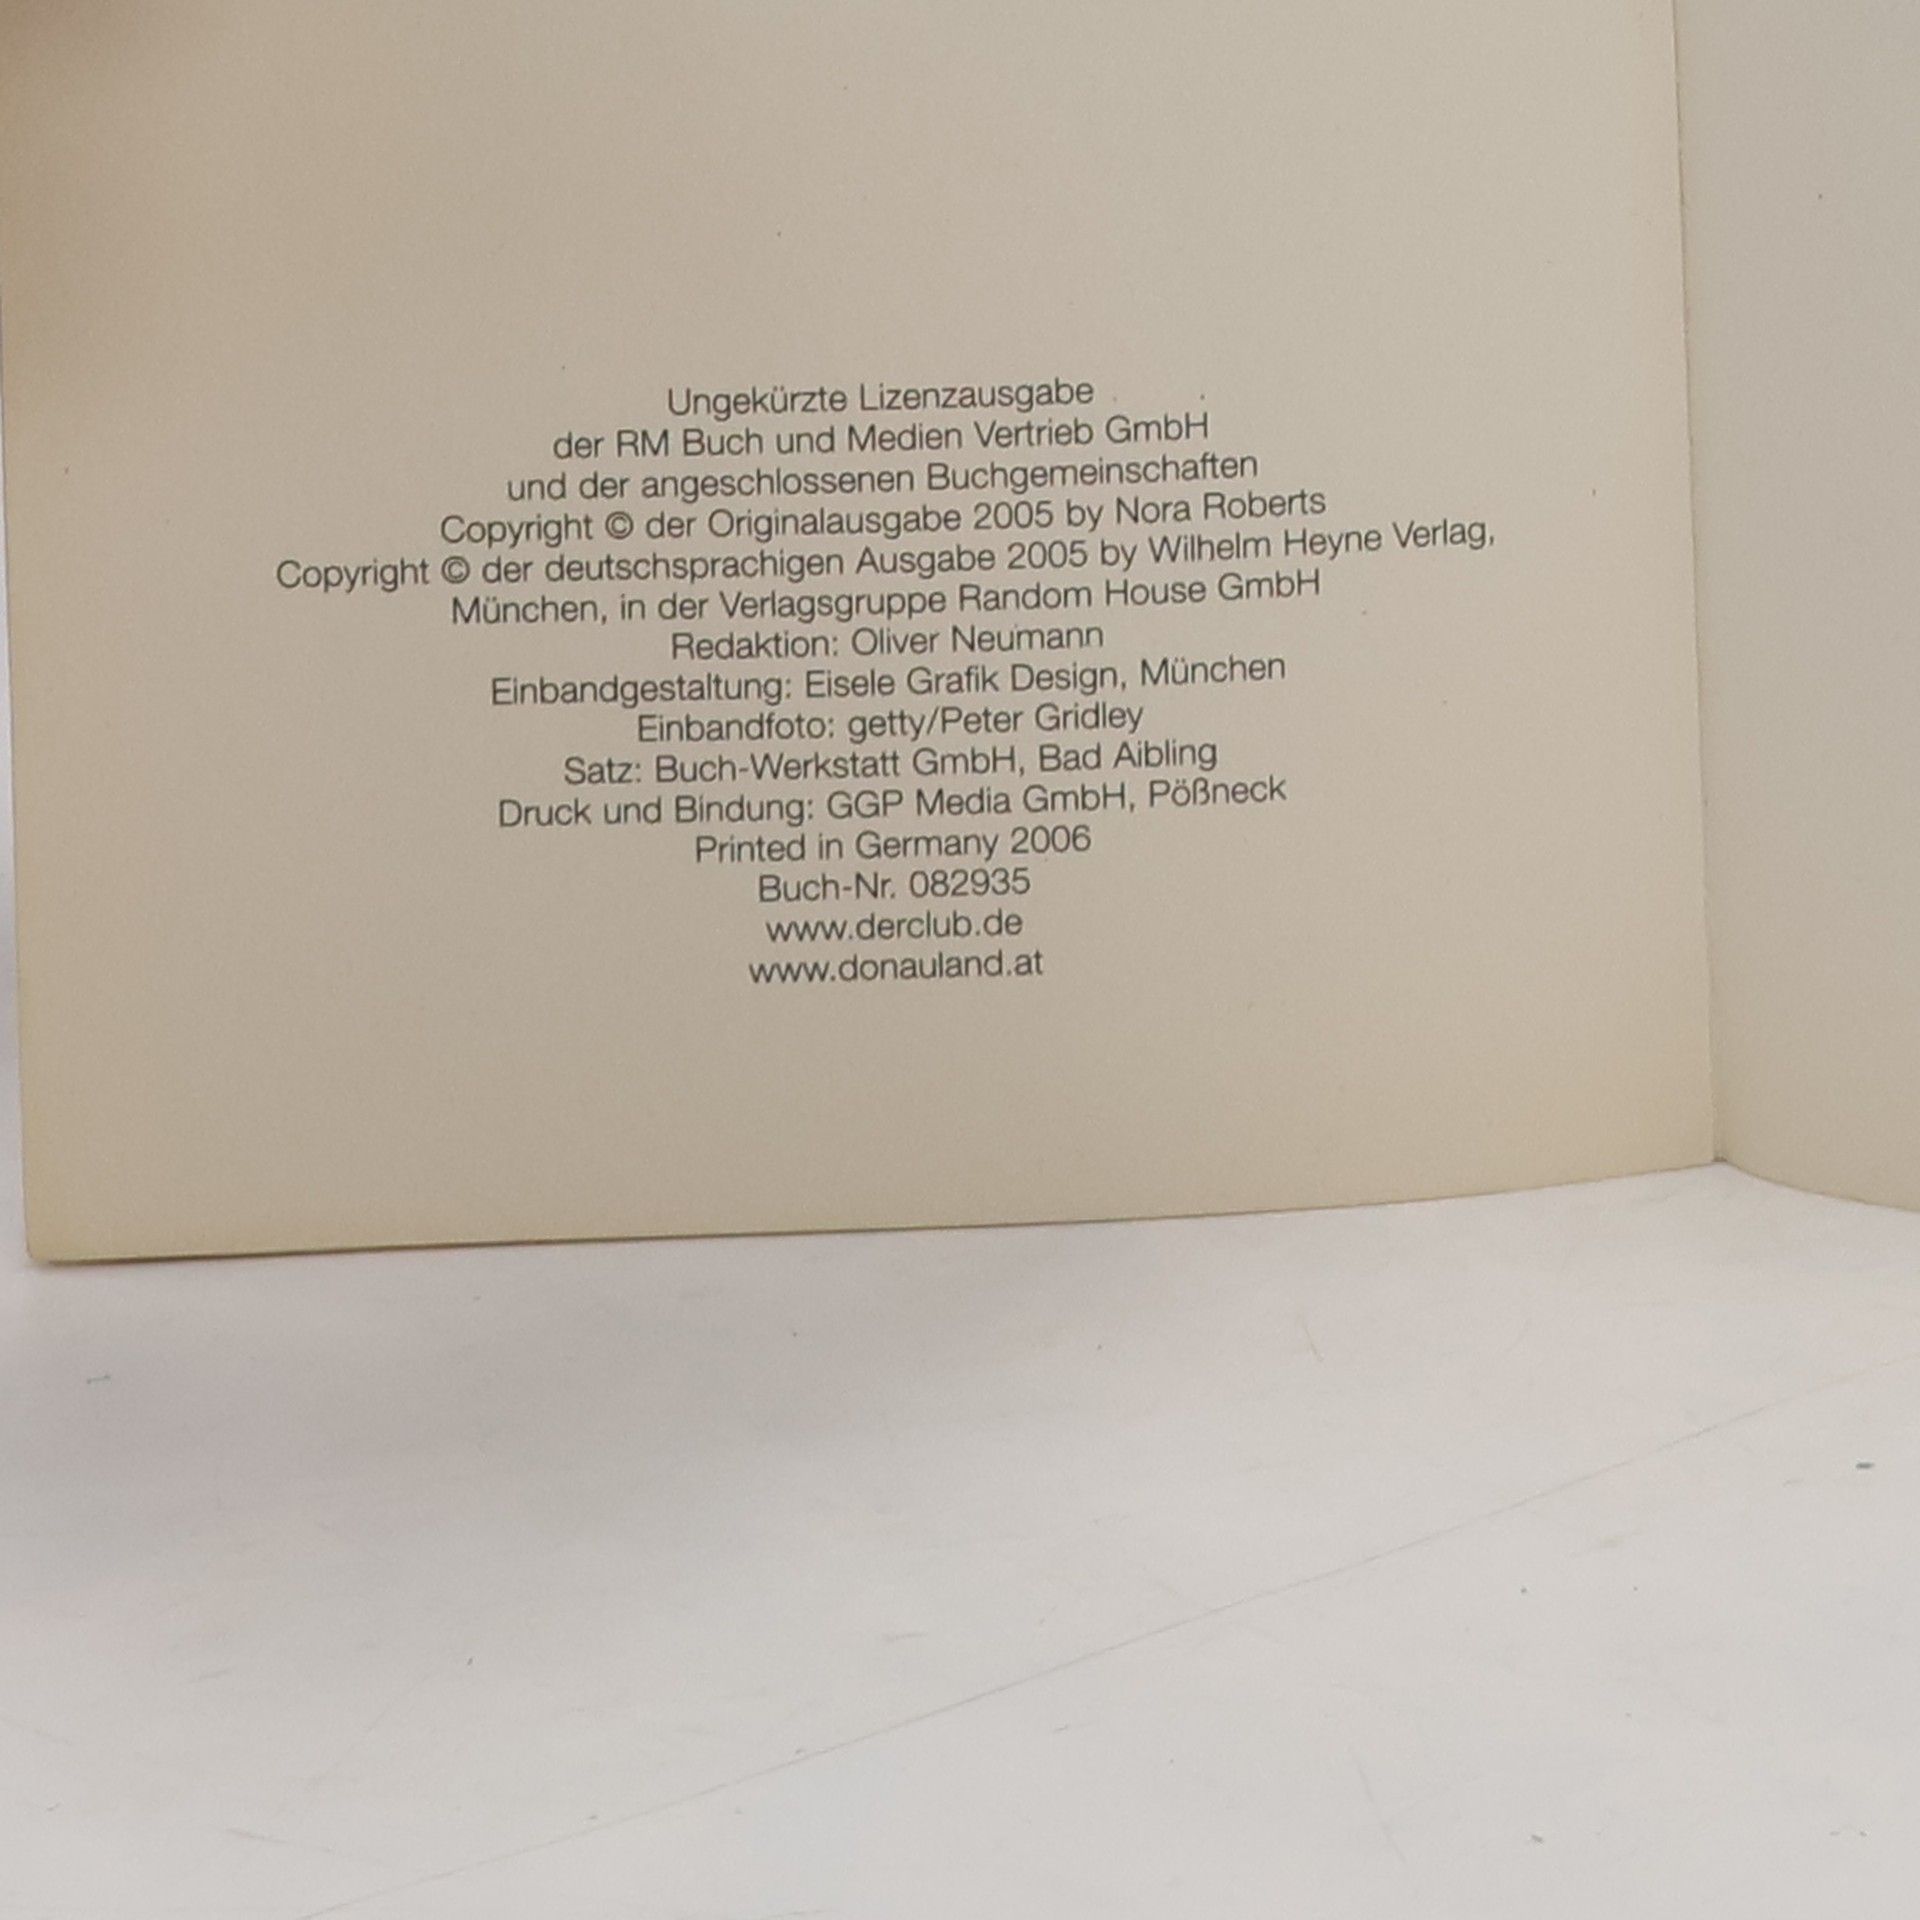 Ungekürzte Lizenzausgabe
der RM Buch und Medien Vertrieb GmbH
und der angeschlossenen Buchgemeinschaften
Copyright © der Originalausgabe 2005 by Nora Roberts
Copyright © der deutschsprachigen Ausgabe 2005 by Wilhelm Heyne Verlag,
München, in der Verlagsgruppe Random House GmbH
Redaktion: Oliver Neumann
Einbandgestaltung: Eisele Grafik Design, München
Einbandfoto: getty/Peter Gridley
Satz: Buch-Werkstatt GmbH, Bad Aibling
Druck und Bindung: GGP Media GmbH, Pößneck
Printed in Germany 2006
Buch-Nr. 082935
www.derclub.de
www.donauland.at